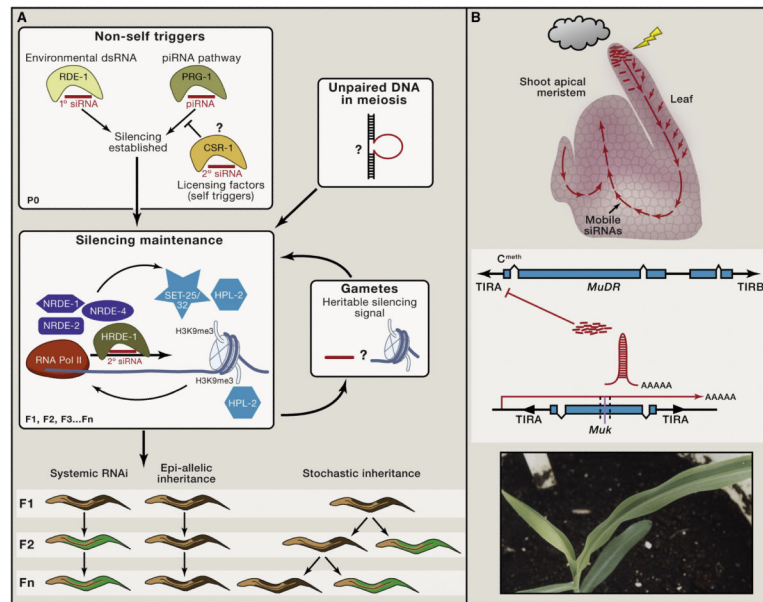 A
Non-self triggers
Environmental dsRNA
piRNA pathway
RDE-1
1º siRNA
PRG-1
piRNA
Silencing
established
?
CSR-1
2º siRNA
Licensing factors
(self triggers)
P0
Unpaired DNA
in meiosis
?
Silencing maintenance
NRDE-1
NRDE-4
NRDE-2
SET-25/
32
HPL-2
HRDE-1
2º siRNA
RNA Pol II
H3K9me3
H3K9me3
HPL-2
F1, F2, F3...Fn
Gametes
Heritable silencing
signal
?
Systemic RNAi
Epi-allelic
inheritance
Stochastic inheritance
F1
F2
Fn
B
Shoot apical
meristem
Leaf
Mobile
siRNAs
Cmeth
TIRA
MuDR
TIRB
AAAAA
AAAAA
TIRA
Muk
TIRA